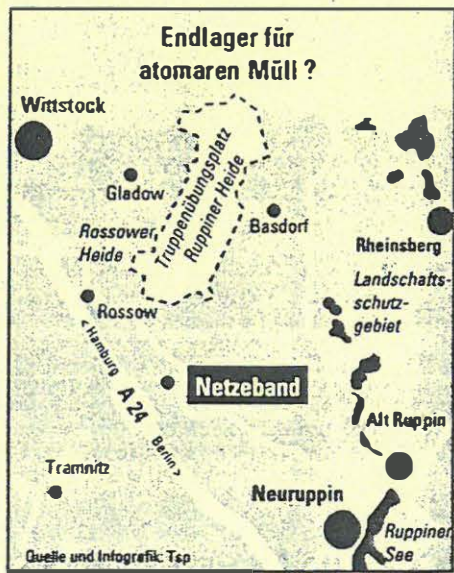 Endlager für
atomaren Müll ?
Wittstock
Gladow
Truppenübungsplatz
Ruppiner Heide
Basdorf
Rossower
Heide
Rheinsberg
Landschafts-
schutz-
gebiet
Rossow
< Hamburg A 24 Berlin >
Netzeband
Alt Ruppin
Tramnitz
Neuruppin
Ruppiner
See
Quelle und Infografik: Tsp